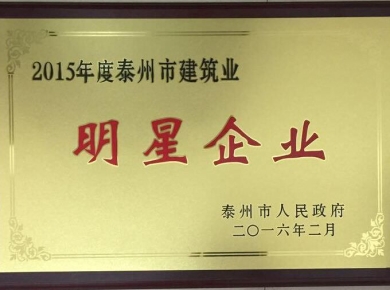 2015年度泰州市建筑业
明星企业
泰州市人民政府
二〇一六年二月